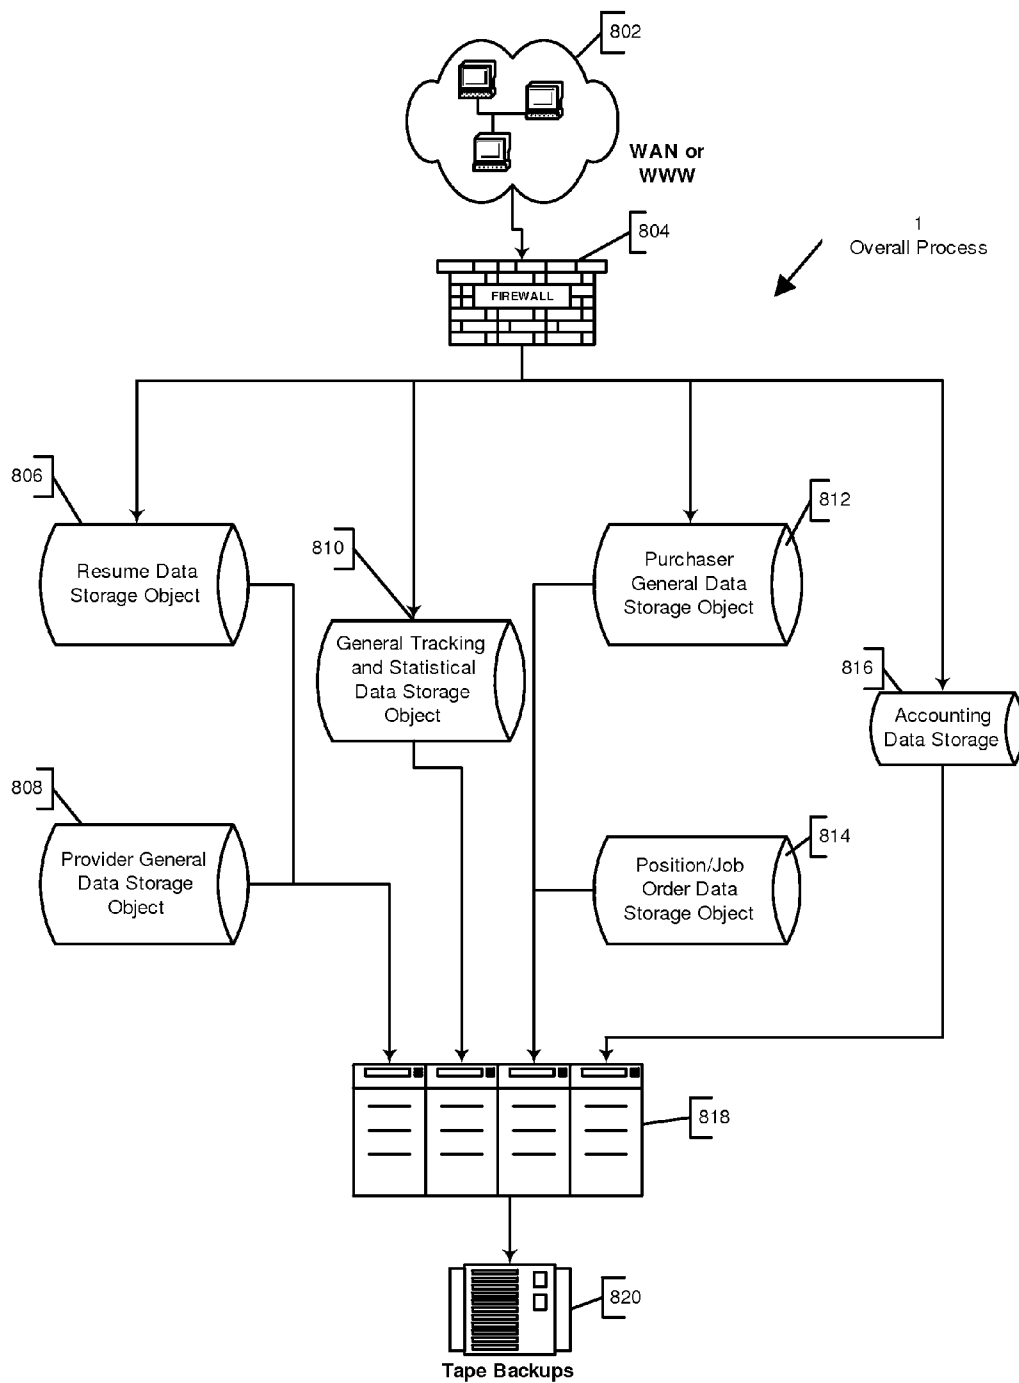 802
WAN or
WWW
804
1
Overall Process
FIREWALL
806
812
810
Resume Data
Storage Object
Purchaser
General Data
Storage Object
General Tracking
and Statistical
Data Storage
Object
816
Accounting
Data Storage
808
814
Provider General
Data Storage
Object
Position/Job
Order Data
Storage Object
818
820
Tape Backups